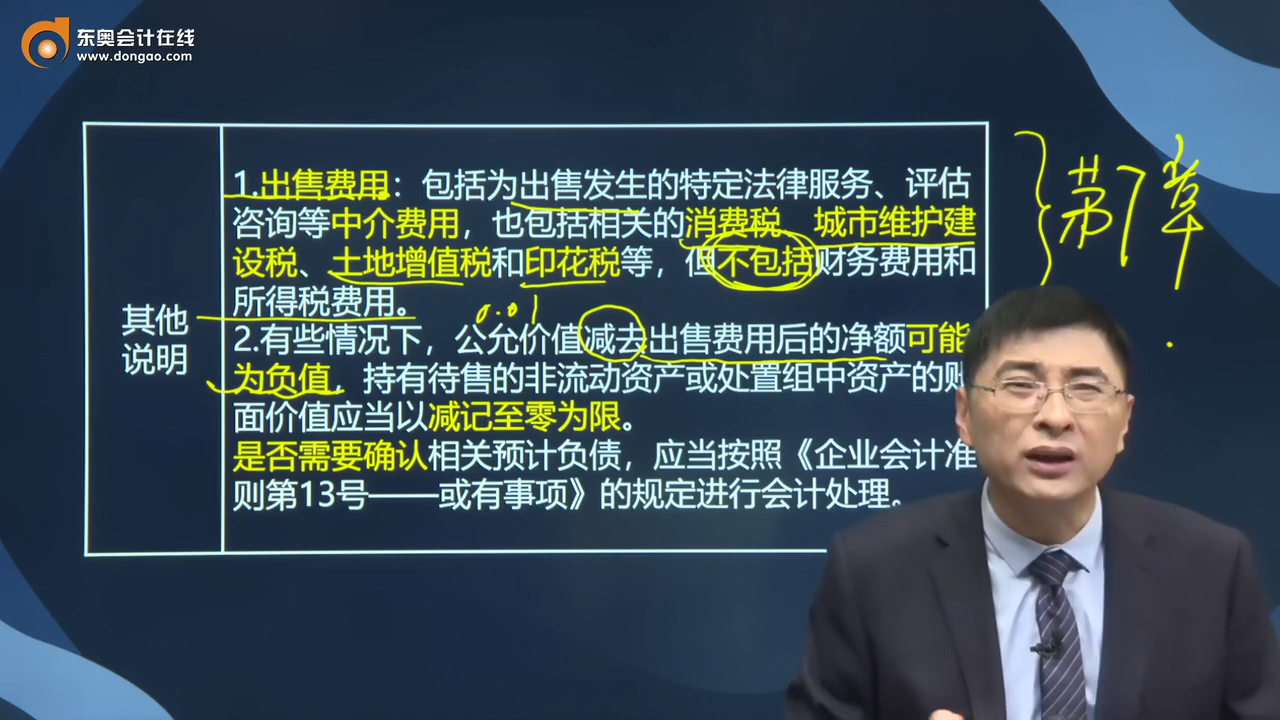 东奥会计在线
www.dongao.com
其他
说明
1.出售费用：包括为出售发生的特定法律服务、评估
咨询等中介费用，也包括相关的消费税、城市维护建
设税、土地增值税和印花税等，但不包括财务费用和
所得税费用。
0.01
2.有些情况下，公允价值减去出售费用后的净额可能
为负值，持有待售的非流动资产或处置组中资产的账
面价值应当以减记至零为限。
是否需要确认相关预计负债，应当按照《企业会计准
则第13号——或有事项》的规定进行会计处理。
第7章